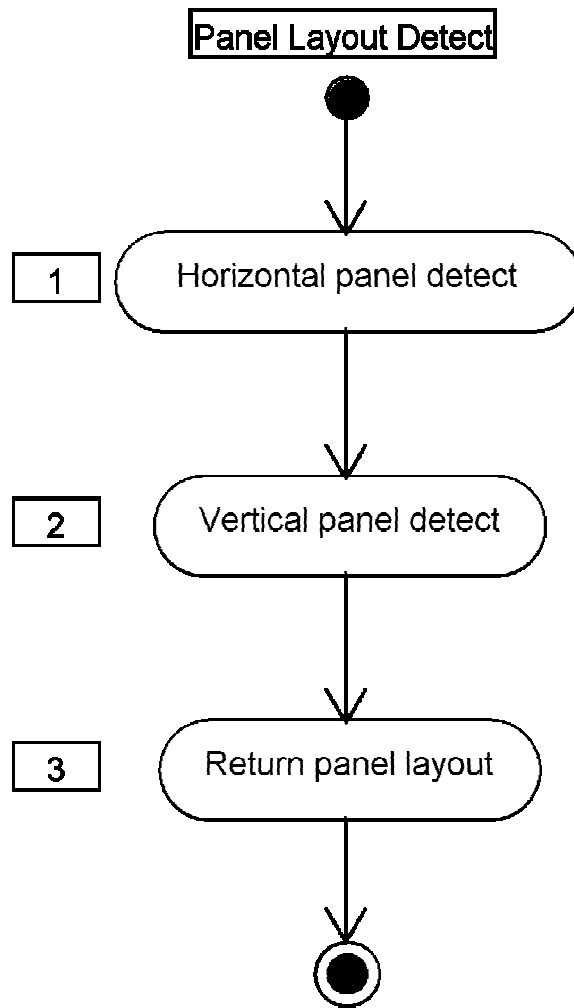 Panel Layout Detect
1
Horizontal panel detect
2
Vertical panel detect
3
Return panel layout